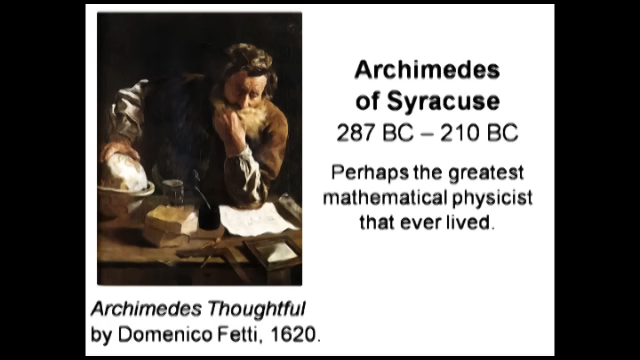 Archimedes
of Syracuse
287 BC – 210 BC
Perhaps the greatest
mathematical physicist
that ever lived.
Archimedes Thoughtful
by Domenico Fetti, 1620.